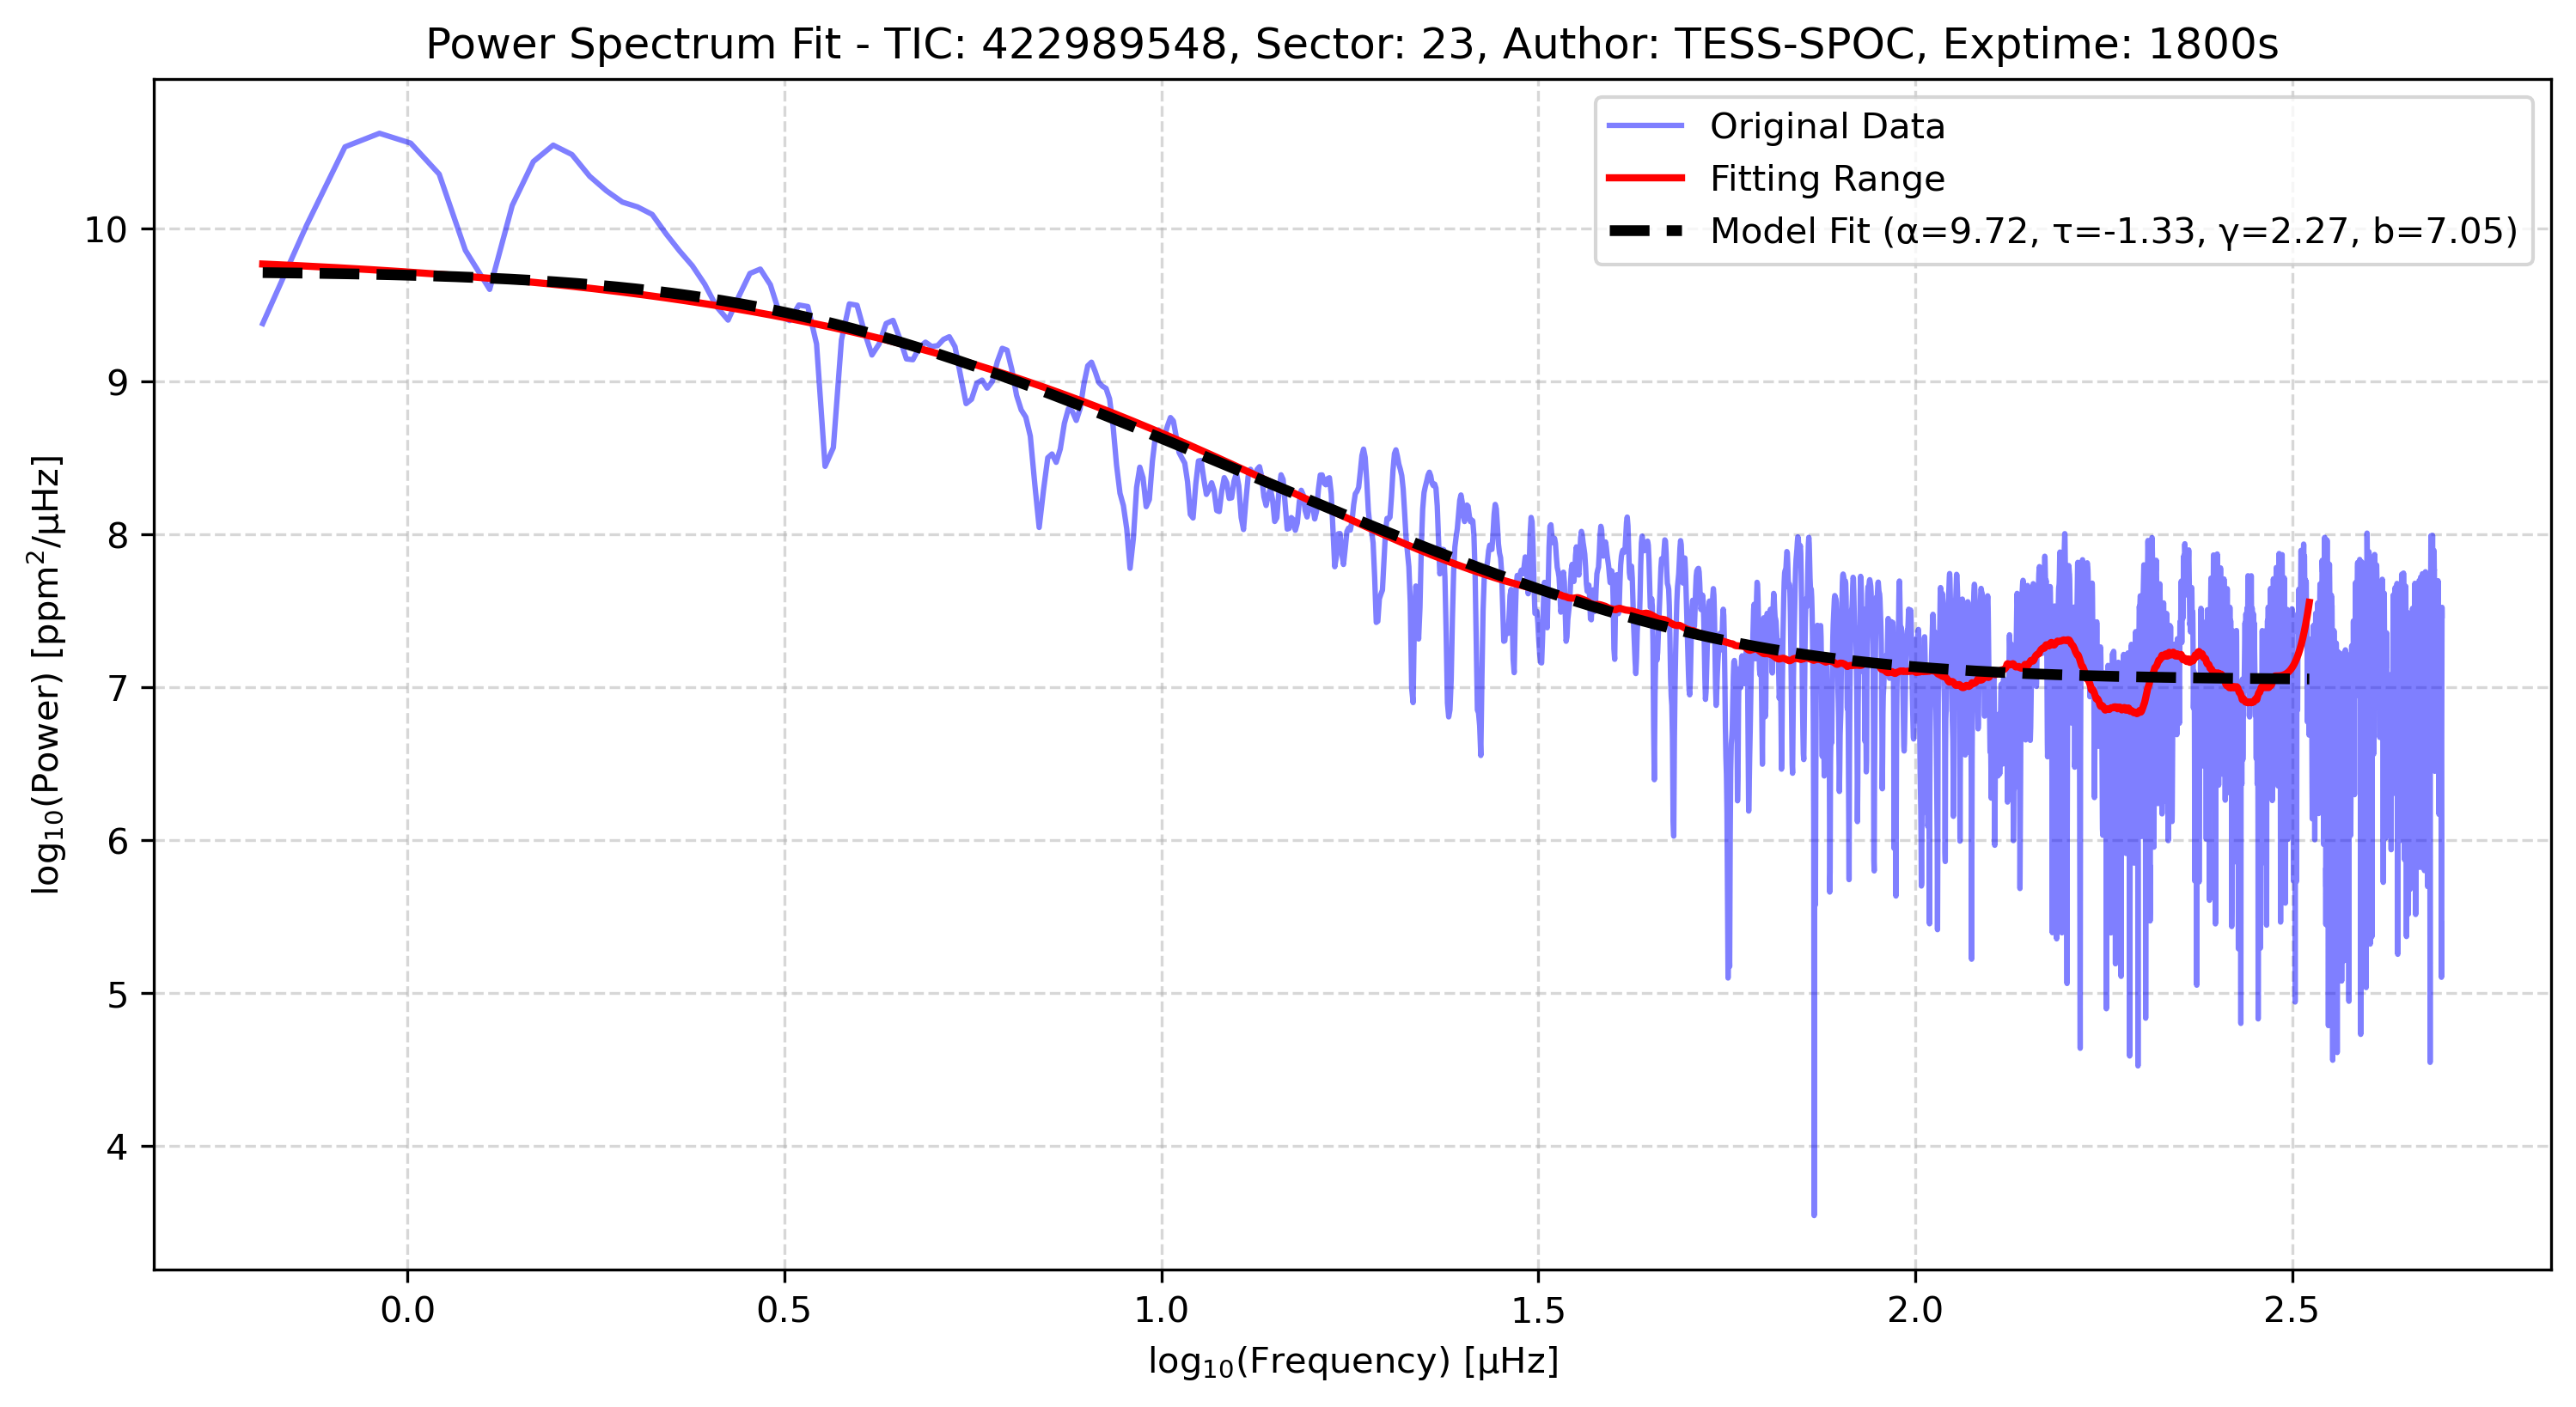 Power Spectrum Fit - TIC: 422989548, Sector: 23, Author: TESS-SPOC, Exptime: 1800s
Original Data
Fitting Range
Model Fit (α=9.72, τ=-1.33, γ=2.27, b=7.05)
log₁₀(Power) [ppm²/μHz]
10
9
8
7
6
5
4
0.0 0.5 1.0 1.5 2.0 2.5
log₁₀(Frequency) [μHz]